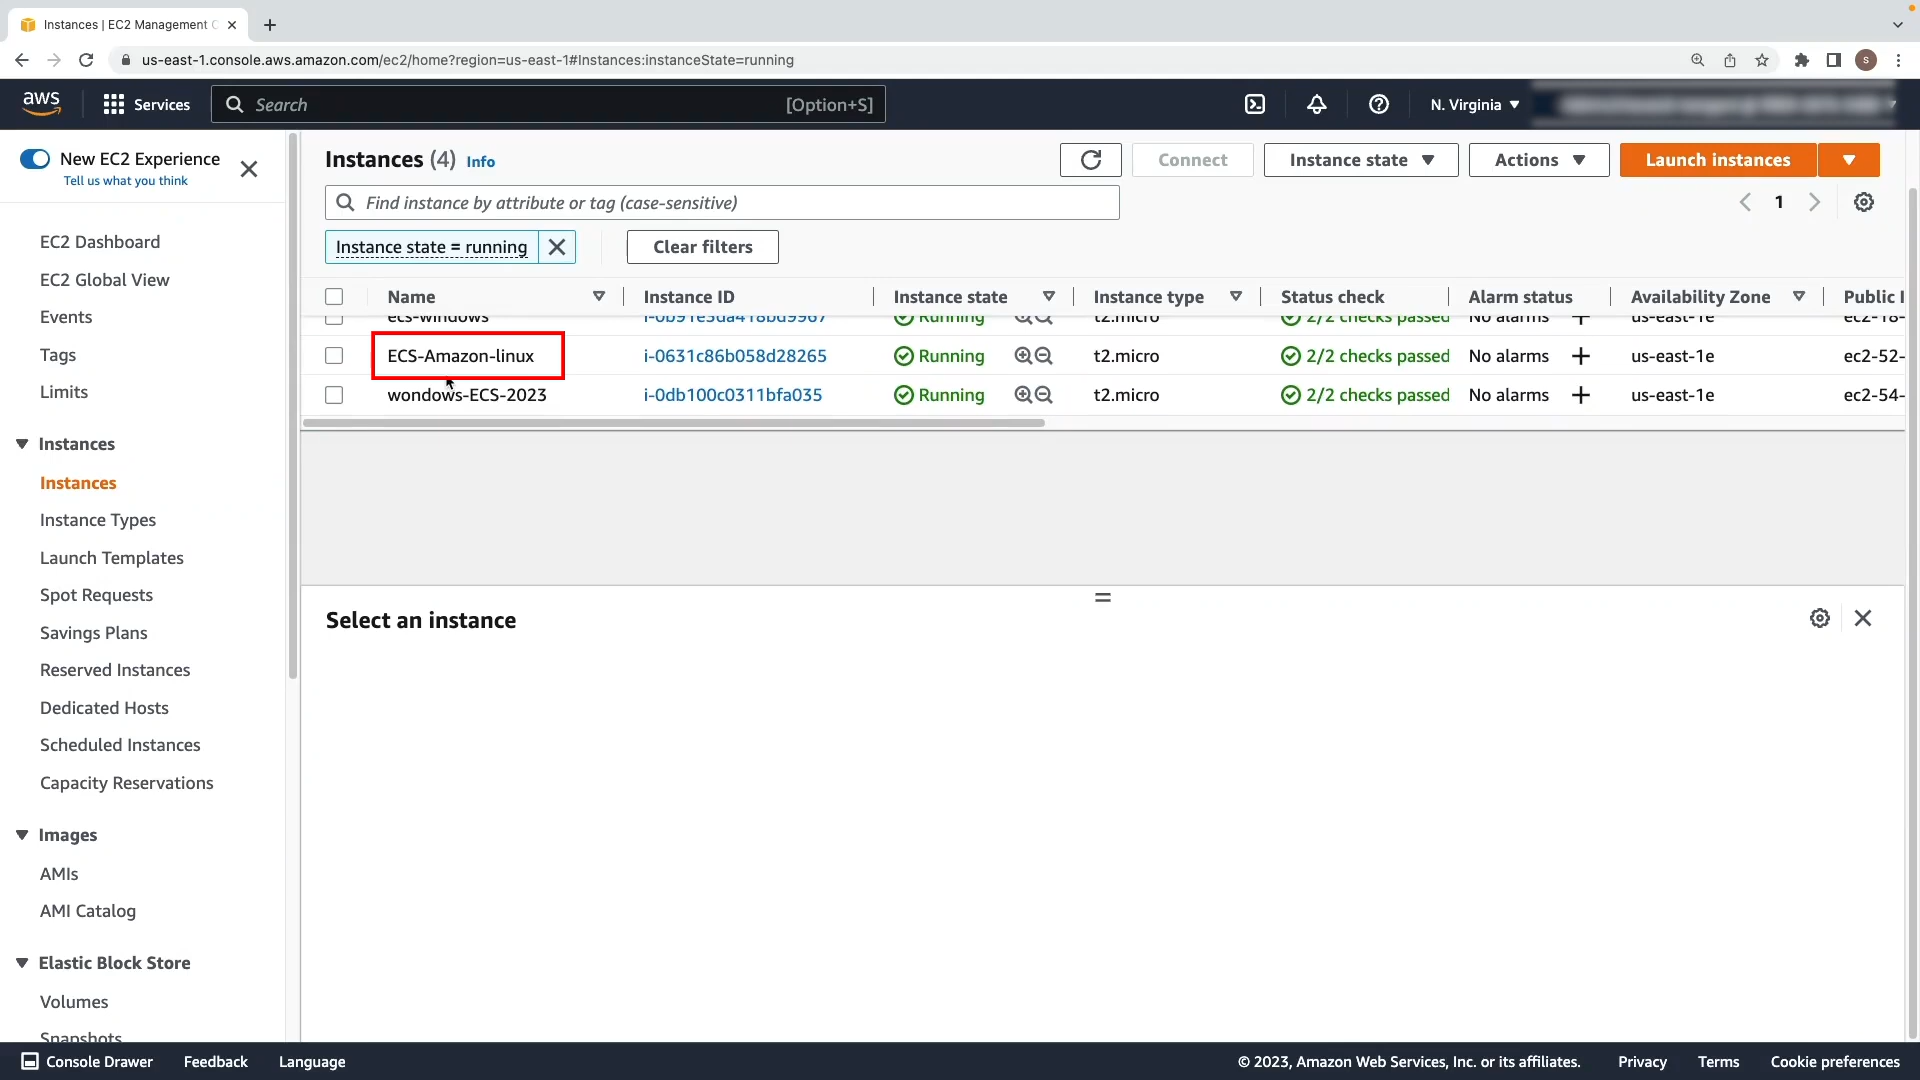 Instances | EC2 Management C
us-east-1.console.aws.amazon.com/ec2/home?region=us-east-1#Instances:instanceState=running
S
aws
Services
Search
[Option+S]
N. Virginia
New EC2 Experience
Tell us what you think
EC2 Dashboard
EC2 Global View
Events
Tags
Limits
Instances
Instances
Instance Types
Launch Templates
Spot Requests
Savings Plans
Reserved Instances
Dedicated Hosts
Scheduled Instances
Capacity Reservations
Images
AMIs
AMI Catalog
Elastic Block Store
Volumes
Snapshots
Instances (4) Info
Connect
Instance state
Actions
Launch instances
Find instance by attribute or tag (case-sensitive)
1
Instance state = running
Clear filters
Name Instance ID Instance state Instance type Status check Alarm status Availability Zone Public I
ecs-windows Running t2.micro 2/2 checks passed No alarms us-east-1e ec2-18-
ECS-Amazon-linux i-0631c86b058d28265 Running t2.micro 2/2 checks passed No alarms us-east-1e ec2-52-
wondows-ECS-2023 i-0db100c0311bfa035 Running t2.micro 2/2 checks passed No alarms us-east-1e ec2-54-
Select an instance
Console Drawer
Feedback
Language
© 2023, Amazon Web Services, Inc. or its affiliates.
Privacy
Terms
Cookie preferences